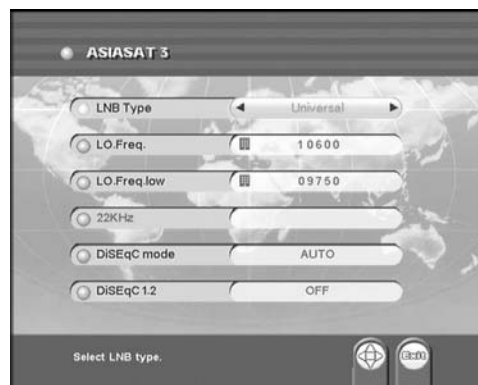 ASIASAT 3
LNB Type Universal
LO.Freq. 10600
LO.Freq.low 09750
22KHz
DiSEqC mode AUTO
DiSEqC 1.2 OFF
Select LNB type.
Exit